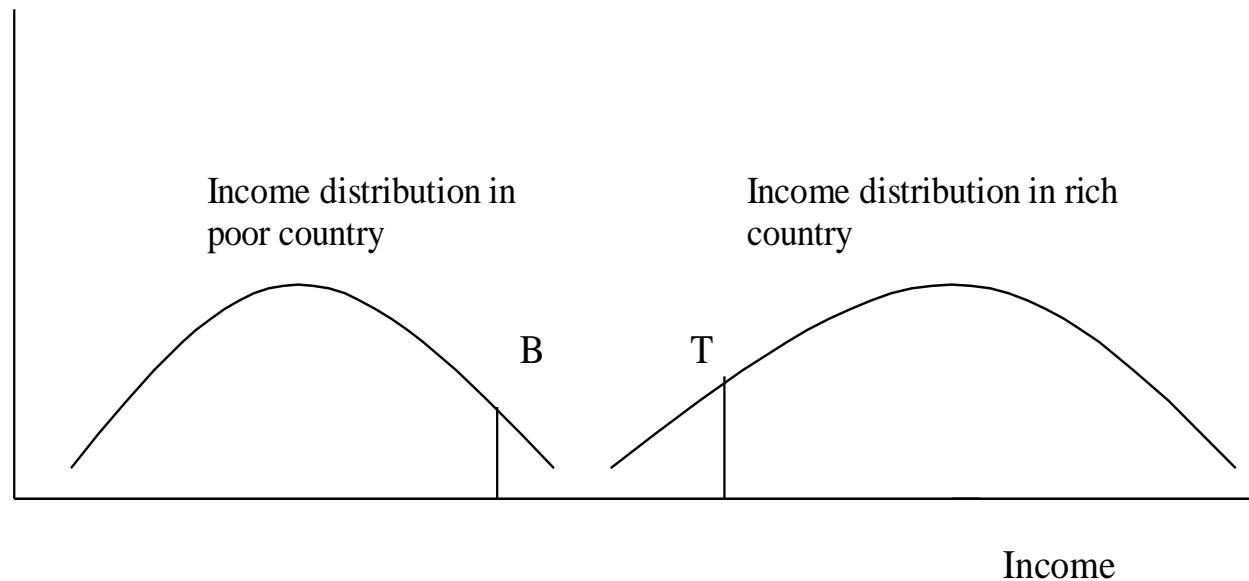 Income distribution in
poor country
Income distribution in rich
country
B
T
Income